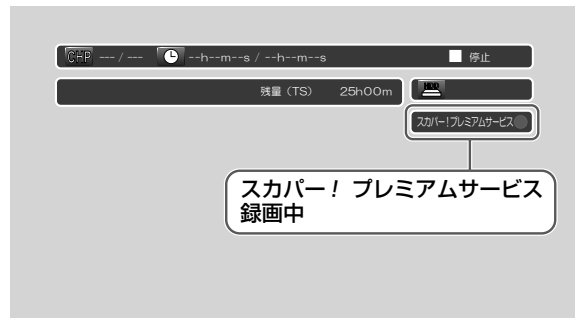 CHP --- / --- --h--m--s / --h--m--s 停止
残量（TS） 25h00m HDD
スカパー！プレミアムサービス
スカパー！ プレミアムサービス
録画中